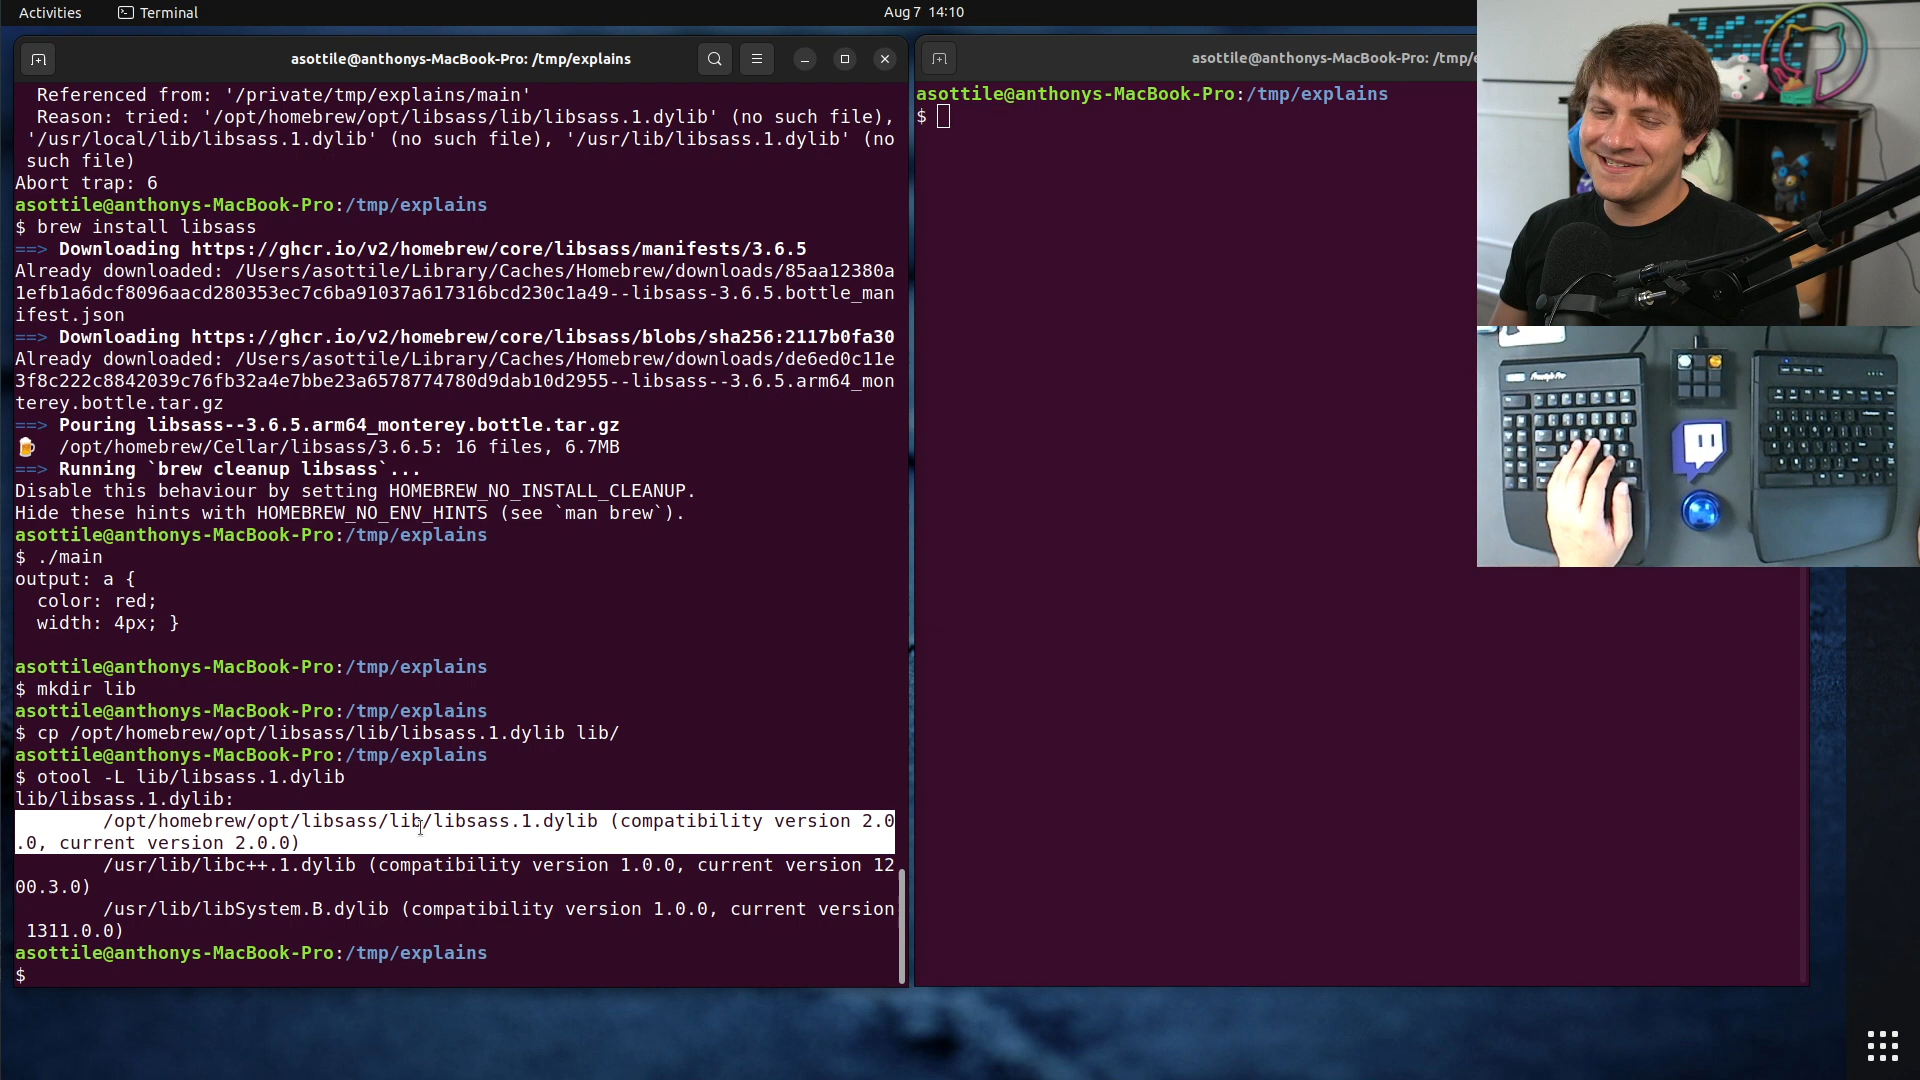 Activities
Terminal
Aug 7 14:10
asottile@anthonys-MacBook-Pro: /tmp/explains
Referenced from: '/private/tmp/explains/main'
Reason: tried: '/opt/homebrew/opt/libsass/lib/libsass.1.dylib' (no such file),
'/usr/local/lib/libsass.1.dylib' (no such file), '/usr/lib/libsass.1.dylib' (no
such file)
Abort trap: 6
asottile@anthonys-MacBook-Pro:/tmp/explains
$ brew install libsass
==> Downloading https://ghcr.io/v2/homebrew/core/libsass/manifests/3.6.5
Already downloaded: /Users/asottile/Library/Caches/Homebrew/downloads/85aa12380a
1efb1a6dcf8096aacd280353ec7c6ba91037a617316bcd230c1a49--libsass-3.6.5.bottle_man
ifest.json
==> Downloading https://ghcr.io/v2/homebrew/core/libsass/blobs/sha256:2117b0fa30
Already downloaded: /Users/asottile/Library/Caches/Homebrew/downloads/de6ed0c11e
3f8c222c8842039c76fb32a4e7bbe23a6578774780d9dab10d2955--libsass--3.6.5.arm64_mon
terey.bottle.tar.gz
==> Pouring libsass--3.6.5.arm64_monterey.bottle.tar.gz
🍺  /opt/homebrew/Cellar/libsass/3.6.5: 16 files, 6.7MB
==> Running `brew cleanup libsass`...
Disable this behaviour by setting HOMEBREW_NO_INSTALL_CLEANUP.
Hide these hints with HOMEBREW_NO_ENV_HINTS (see `man brew`).
asottile@anthonys-MacBook-Pro:/tmp/explains
$ ./main
output: a {
color: red;
width: 4px; }
asottile@anthonys-MacBook-Pro:/tmp/explains
$ mkdir lib
asottile@anthonys-MacBook-Pro:/tmp/explains
$ cp /opt/homebrew/opt/libsass/lib/libsass.1.dylib lib/
asottile@anthonys-MacBook-Pro:/tmp/explains
$ otool -L lib/libsass.1.dylib
lib/libsass.1.dylib:
/opt/homebrew/opt/libsass/lib/libsass.1.dylib (compatibility version 2.0
.0, current version 2.0.0)
/usr/lib/libc++.1.dylib (compatibility version 1.0.0, current version 12
00.3.0)
/usr/lib/libSystem.B.dylib (compatibility version 1.0.0, current version
1311.0.0)
asottile@anthonys-MacBook-Pro:/tmp/explains
$
asottile@anthonys-MacBook-Pro: /tmp/e
asottile@anthonys-MacBook-Pro:/tmp/explains
$